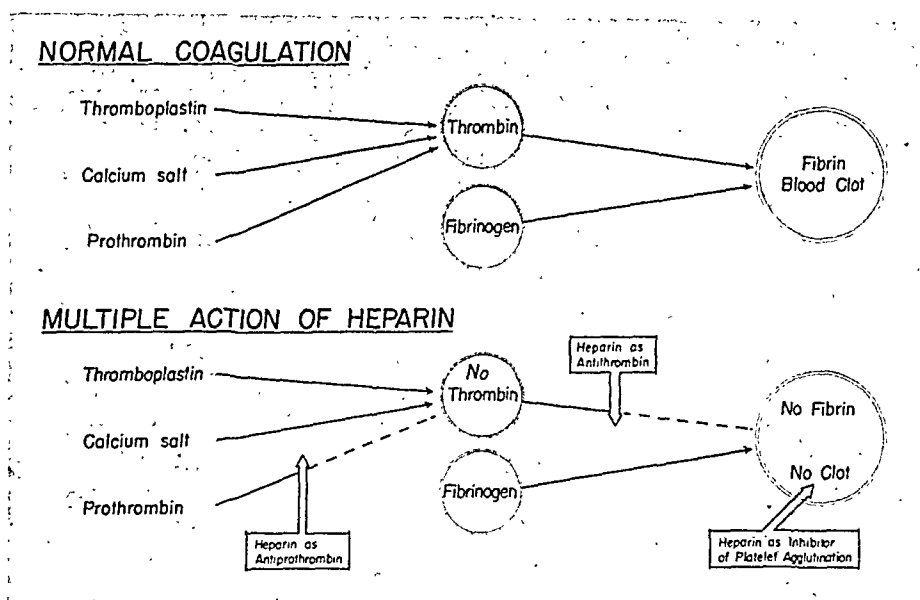 NORMAL COAGULATION
Thromboplastin
Calcium salt
Prothrombin
Thrombin
Fibrinogen
Fibrin
Blood Clot
MULTIPLE ACTION OF HEPARIN
Thromboplastin
Calcium salt
Prothrombin
Heparin as
Antiprothrombin
No
Thrombin
Fibrinogen
Heparin as
Antithrombin
No Fibrin
No Clot
Heparin as Inhibitor
of Platelet Agglutination